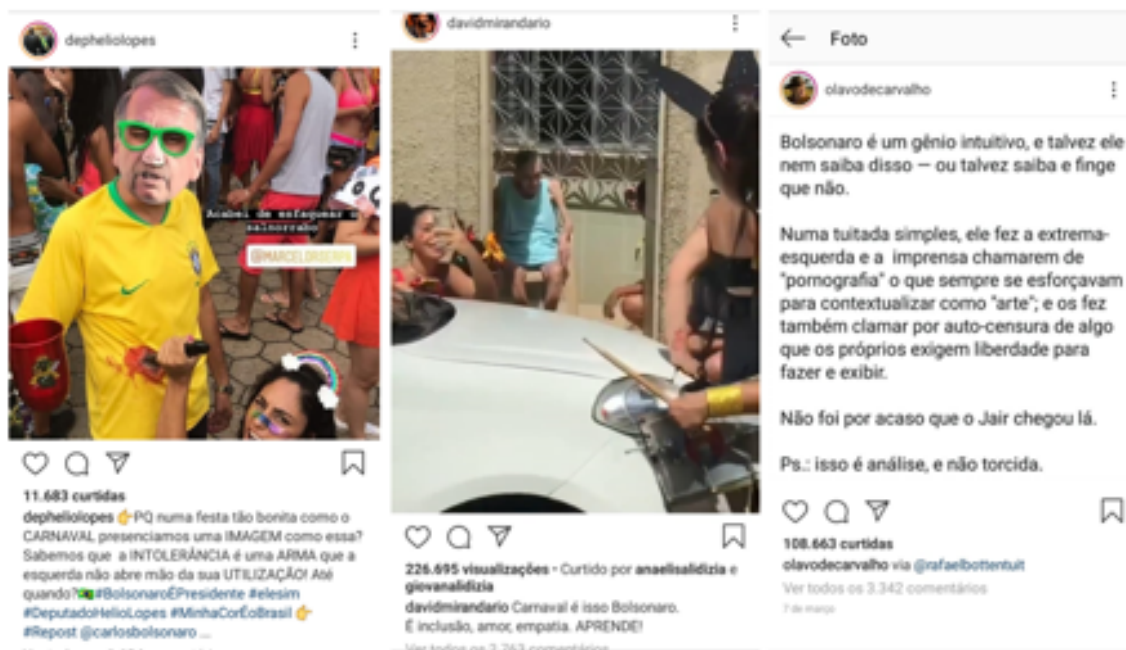 depheliolopes
Acabei de esfaquear o
salnorrabo
depheliolopes 👉PQ numa festa tão bonita como o
CARNAVAL presenciamos uma IMAGEM como essa?
Sabemos que a INTOLERÂNCIA é uma ARMA que a
esquerda não abre mão da sua UTILIZAÇÃO! Até
quando?🇧🇷#BolsonaroÉPresidente #elesim
#DeputadoHelioLopes #MinhaCorÉoBrasil 👉
#Repost @carlosbolsonaro ...
11.683 curtidas
davidmirandario
226.695 visualizações · Curtido por anaelisalidizia e
giovanalidizia
davidmirandario Carnaval é isso Bolsonaro.
É inclusão, amor, empatia. APRENDE!
Ver todos os 2.763 comentários
← Foto
olavodecarvalho
Bolsonaro é um gênio intuitivo, e talvez ele
nem saiba disso — ou talvez saiba e finge
que não.
Numa tuitada simples, ele fez a extrema-
esquerda e a imprensa chamarem de
"pornografia" o que sempre se esforçavam
para contextualizar como "arte"; e os fez
também clamar por auto-censura de algo
que os próprios exigem liberdade para
fazer e exibir.
Não foi por acaso que o Jair chegou lá.
Ps.: isso é análise, e não torcida.
108.663 curtidas
olavodecarvalho via @rafaelbottentuit
Ver todos os 3.342 comentários
7 de março